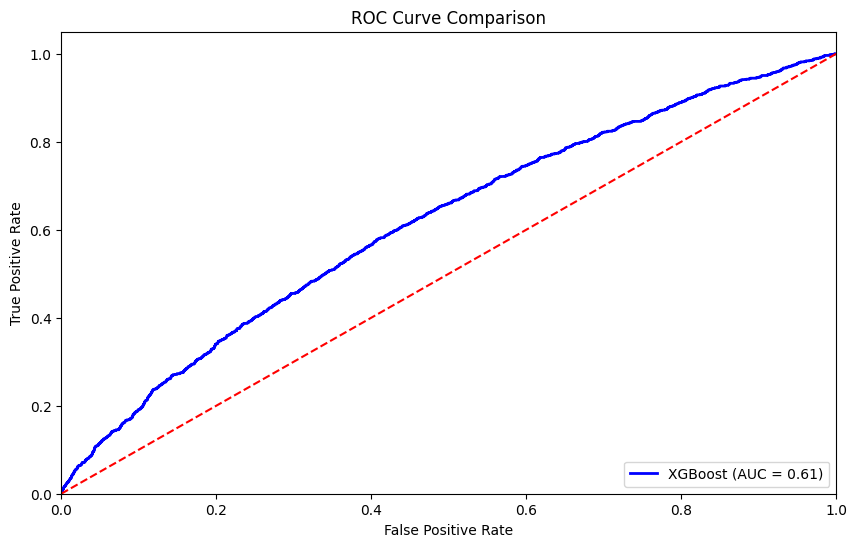 ROC Curve Comparison
True Positive Rate
1.0
0.8
0.6
0.4
0.2
0.0
XGBoost (AUC = 0.61)
0.0 0.2 0.4 0.6 0.8 1.0
False Positive Rate